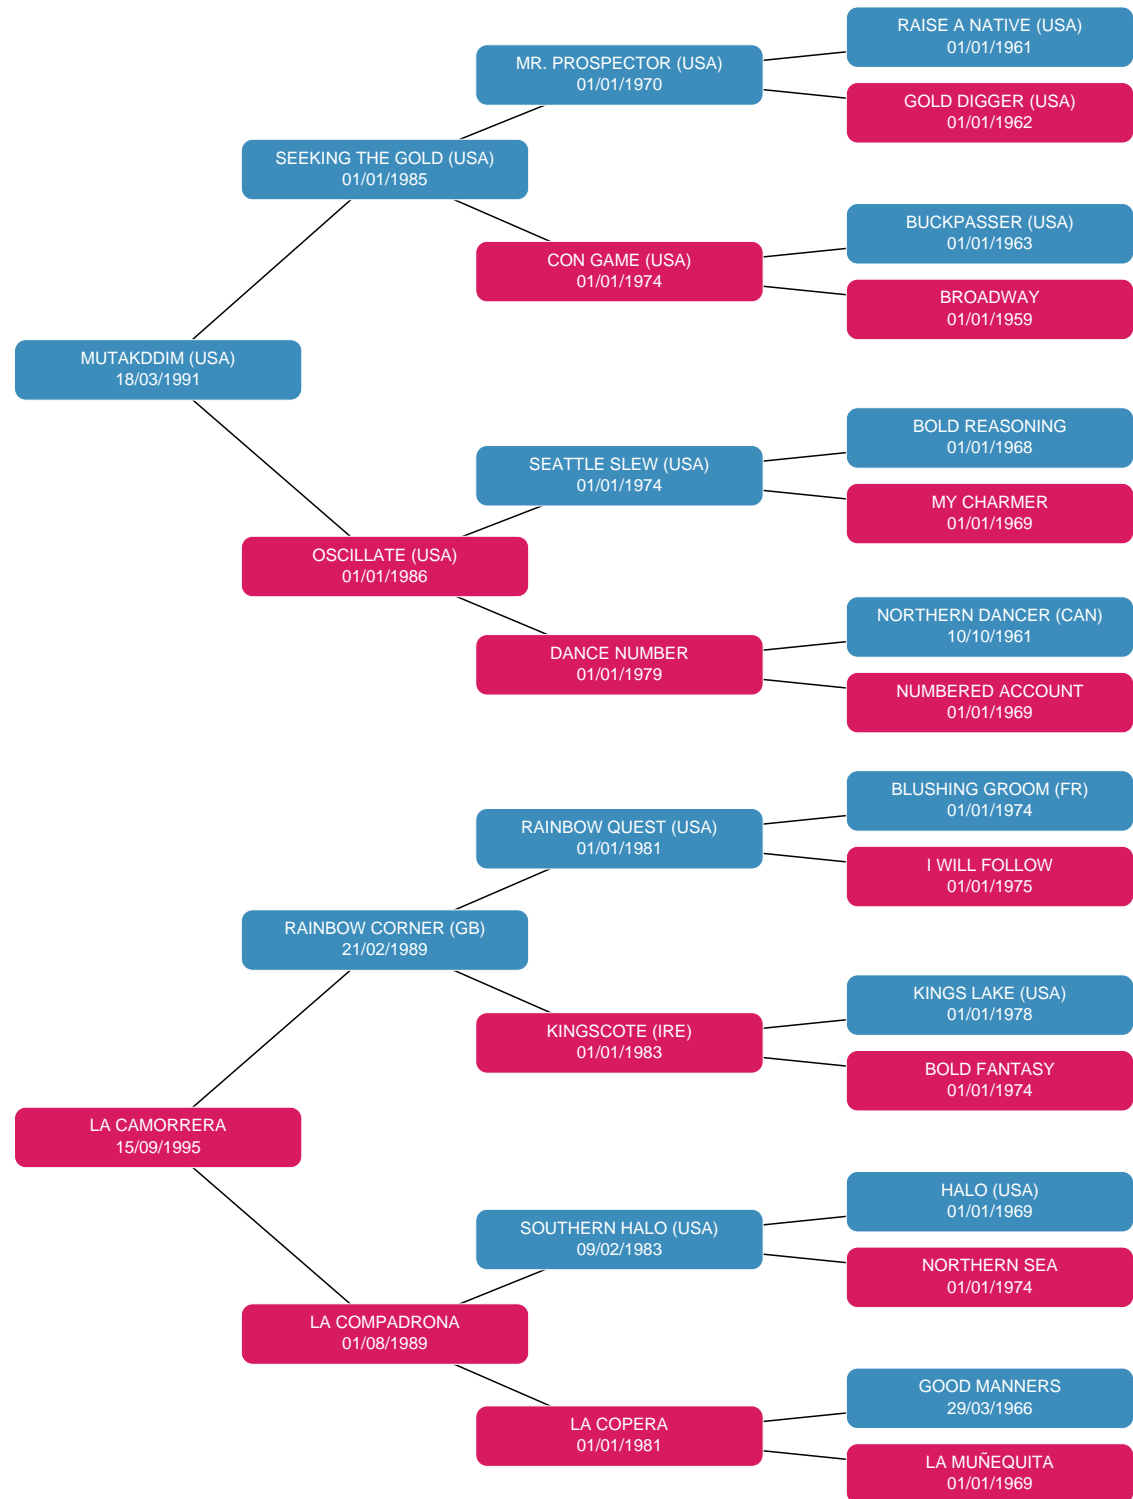 RAISE A NATIVE (USA)
01/01/1961
MR. PROSPECTOR (USA)
01/01/1970
GOLD DIGGER (USA)
01/01/1962
SEEKING THE GOLD (USA)
01/01/1985
BUCKPASSER (USA)
01/01/1963
CON GAME (USA)
01/01/1974
BROADWAY
01/01/1959
MUTAKDDIM (USA)
18/03/1991
BOLD REASONING
01/01/1968
SEATTLE SLEW (USA)
01/01/1974
MY CHARMER
01/01/1969
OSCILLATE (USA)
01/01/1986
NORTHERN DANCER (CAN)
10/10/1961
DANCE NUMBER
01/01/1979
NUMBERED ACCOUNT
01/01/1969
BLUSHING GROOM (FR)
01/01/1974
RAINBOW QUEST (USA)
01/01/1981
I WILL FOLLOW
01/01/1975
RAINBOW CORNER (GB)
21/02/1989
KINGS LAKE (USA)
01/01/1978
KINGSCOTE (IRE)
01/01/1983
BOLD FANTASY
01/01/1974
LA CAMORRERA
15/09/1995
HALO (USA)
01/01/1969
SOUTHERN HALO (USA)
09/02/1983
NORTHERN SEA
01/01/1974
LA COMPADRONA
01/08/1989
GOOD MANNERS
29/03/1966
LA COPERA
01/01/1981
LA MUÑEQUITA
01/01/1969